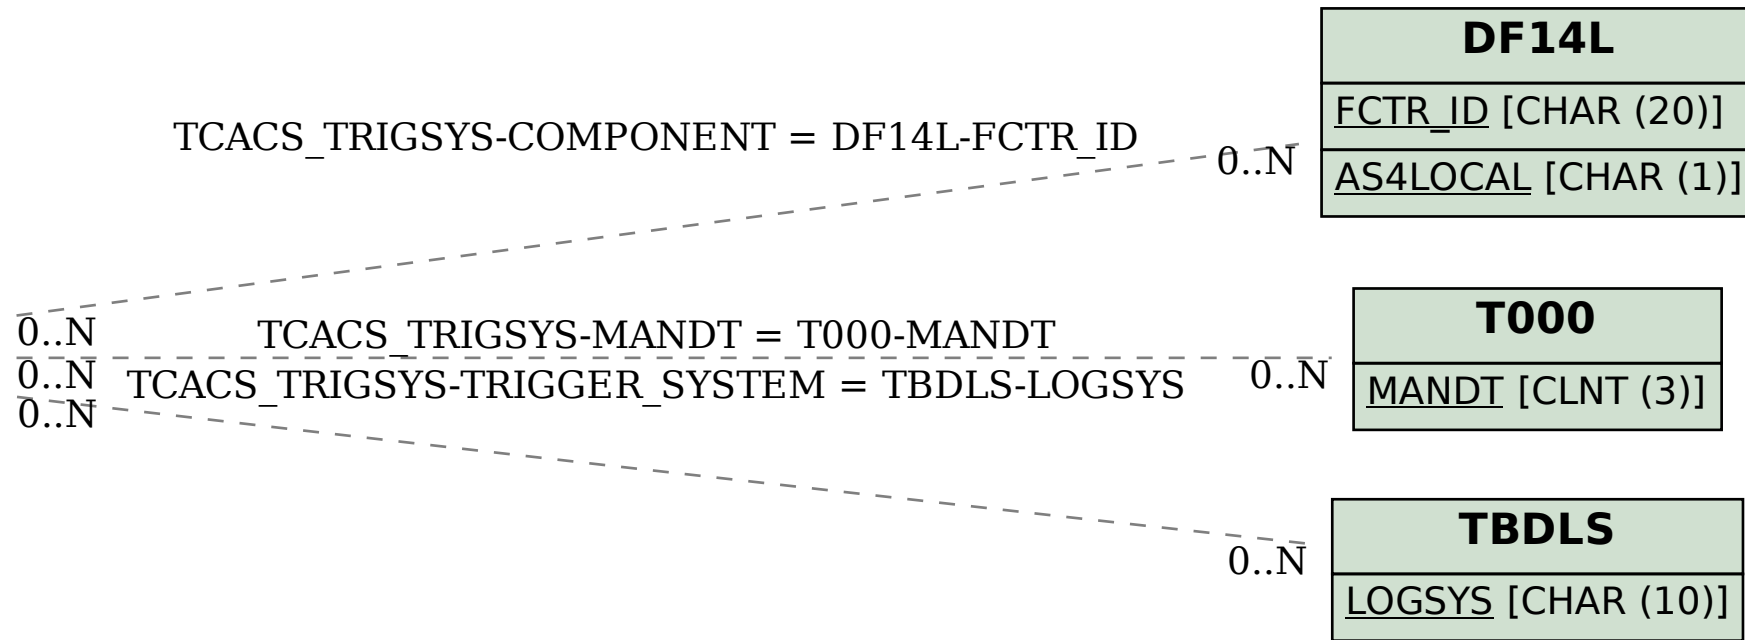 DF14L
FCTR_ID [CHAR (20)]
AS4LOCAL [CHAR (1)]
TCACS_TRIGSYS-COMPONENT = DF14L-FCTR_ID
0..N
0..N
TCACS_TRIGSYS-MANDT = T000-MANDT
0..N
0..N
TCACS_TRIGSYS-TRIGGER_SYSTEM = TBDLS-LOGSYS
0..N
T000
MANDT [CLNT (3)]
0..N
TBDLS
LOGSYS [CHAR (10)]